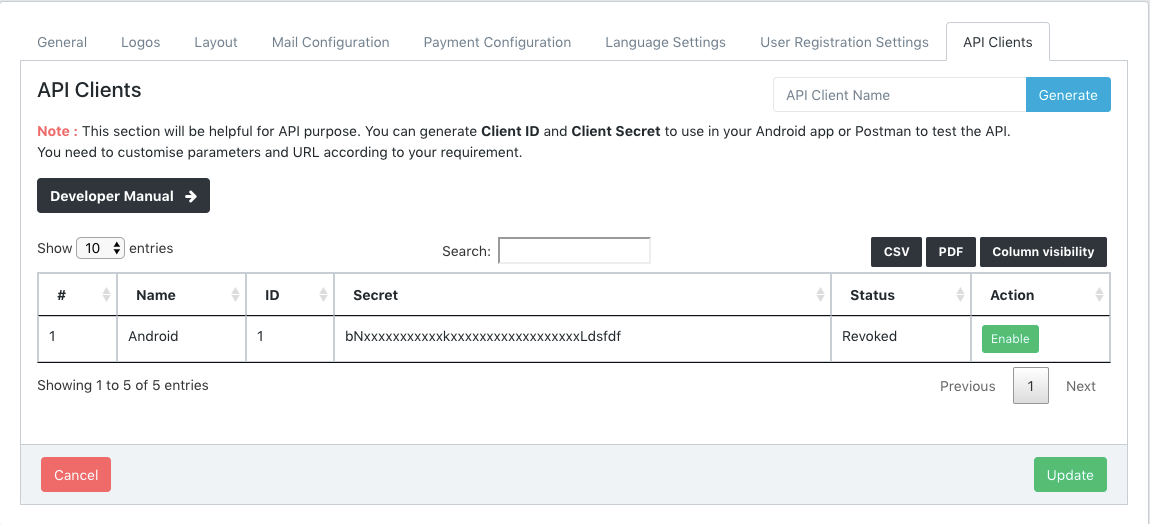 General Logos Layout Mail Configuration Payment Configuration Language Settings User Registration Settings API Clients
API Clients
API Client Name Generate
Note : This section will be helpful for API purpose. You can generate Client ID and Client Secret to use in your Android app or Postman to test the API.
You need to customise parameters and URL according to your requirement.
Developer Manual
Show 10 entries Search: CSV PDF Column visibility
# Name ID Secret Status Action
1 Android 1 bNxxxxxxxxxxxkxxxxxxxxxxxxxxxxxxLdsfdf Revoked Enable
Showing 1 to 5 of 5 entries Previous 1 Next
Cancel Update